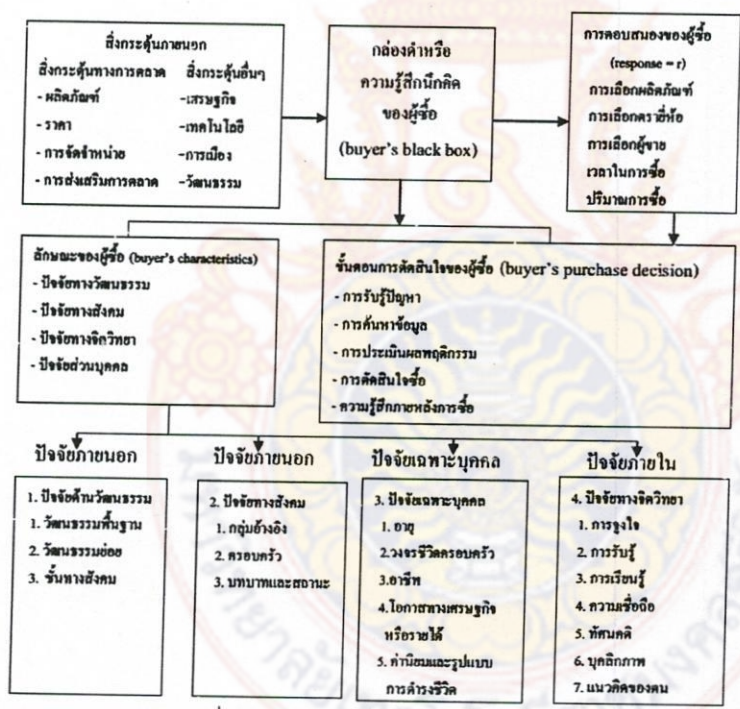 สิ่งกระตุ้นภายนอก
สิ่งกระตุ้นทางการตลาด สิ่งกระตุ้นอื่นๆ
- ผลิตภัณฑ์ -เศรษฐกิจ
- ราคา -เทคโนโลยี
- การจัดจำหน่าย -การเมือง
- การส่งเสริมการตลาด -วัฒนธรรม
กล่องดำหรือ
ความรู้สึกนึกคิด
ของผู้ซื้อ
(buyer's black box)
การตอบสนองของผู้ซื้อ
(response = r)
การเลือกผลิตภัณฑ์
การเลือกตรายี่ห้อ
การเลือกผู้ขาย
เวลาในการซื้อ
ปริมาณการซื้อ
ลักษณะของผู้ซื้อ (buyer's characteristics)
- ปัจจัยทางวัฒนธรรม
- ปัจจัยทางสังคม
- ปัจจัยทางจิตวิทยา
- ปัจจัยส่วนบุคคล
ขั้นตอนการตัดสินใจของผู้ซื้อ (buyer's purchase decision)
- การรับรู้ปัญหา
- การค้นหาข้อมูล
- การประเมินผลพฤติกรรม
- การตัดสินใจซื้อ
- ความรู้สึกภายหลังการซื้อ
ปัจจัยภายนอก
1. ปัจจัยด้านวัฒนธรรม
1. วัฒนธรรมพื้นฐาน
2. วัฒนธรรมย่อย
3. ชั้นทางสังคม
ปัจจัยภายนอก
2. ปัจจัยทางสังคม
1. กลุ่มอ้างอิง
2. ครอบครัว
3. บทบาทและสถานะ
ปัจจัยเฉพาะบุคคล
3. ปัจจัยเฉพาะบุคคล
1. อายุ
2.วงจรชีวิตครอบครัว
3.อาชีพ
4.โอกาสทางเศรษฐกิจ
หรือรายได้
5. ค่านิยมและรูปแบบ
การดำรงชีวิต
ปัจจัยภายใน
4. ปัจจัยทางจิตวิทยา
1. การจูงใจ
2. การรับรู้
3. การเรียนรู้
4. ความเชื่อถือ
5. ทัศนคติ
6. บุคลิกภาพ
7. แนวคิดของตน